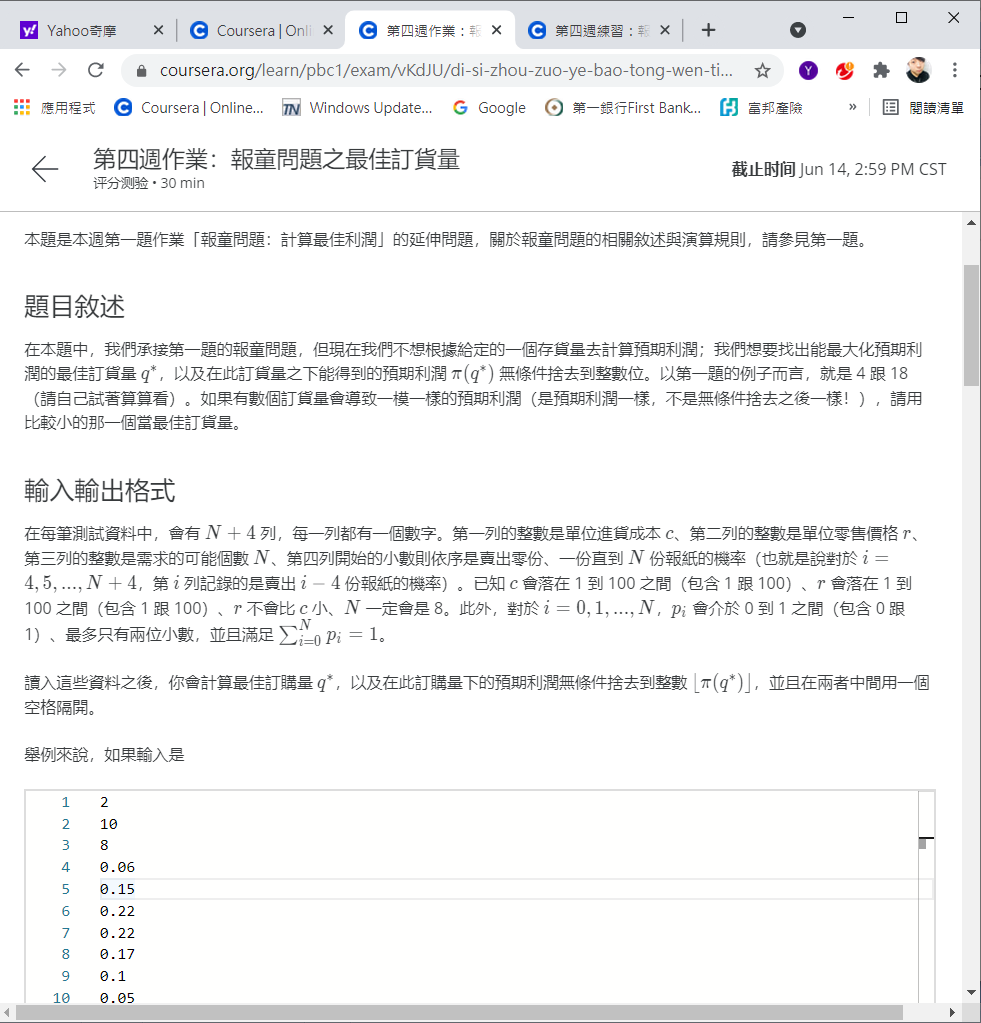 Yahoo奇摩
Coursera | Onli
第四週作業：報
第四週練習：報
coursera.org/learn/pbc1/exam/vKdJU/di-si-zhou-zuo-ye-bao-tong-wen-ti...
Y
應用程式
Coursera | Online...
Windows Update...
Google
第一銀行First Bank...
富邦產險
»
閱讀清單
第四週作業：報童問題之最佳訂貨量
评分测验 • 30 min
截止时间 Jun 14, 2:59 PM CST
本題是本週第一題作業「報童問題：計算最佳利潤」的延伸問題，關於報童問題的相關敘述與演算規則，請參見第一題。
題目敘述
在本題中，我們承接第一題的報童問題，但現在我們不想根據給定的一個存貨量去計算預期利潤；我們想要找出能最大化預期利
潤的最佳訂貨量 q*，以及在此訂貨量之下能得到的預期利潤 π(q*) 無條件捨去到整數位。以第一題的例子而言，就是 4 跟 18
（請自己試著算算看）。如果有數個訂貨量會導致一模一樣的預期利潤（是預期利潤一樣，不是無條件捨去之後一樣！），請用
比較小的那一個當最佳訂貨量。
輸入輸出格式
在每筆測試資料中，會有 N + 4 列，每一列都有一個數字。第一列的整數是單位進貨成本 c、第二列的整數是單位零售價格 r、
第三列的整數是需求的可能個數 N、第四列開始的小數則依序是賣出零份、一份直到 N 份報紙的機率（也就是說對於 i =
4, 5, ..., N + 4，第 i 列記錄的是賣出 i − 4 份報紙的機率）。已知 c 會落在 1 到 100 之間（包含 1 跟 100）、r 會落在 1 到
100 之間（包含 1 跟 100）、r 不會比 c 小、N 一定會是 8。此外，對於 i = 0, 1, ..., N，p_i 會介於 0 到 1 之間（包含 0 跟
1）、最多只有兩位小數，並且滿足 ∑_{i=0}^{N} p_i = 1。
讀入這些資料之後，你會計算最佳訂購量 q*，以及在此訂購量下的預期利潤無條件捨去到整數 ⌊π(q*)⌋，並且在兩者中間用一個
空格隔開。
舉例來說，如果輸入是
1 2
2 10
3 8
4 0.06
5 0.15
6 0.22
7 0.22
8 0.17
9 0.1
10 0.05